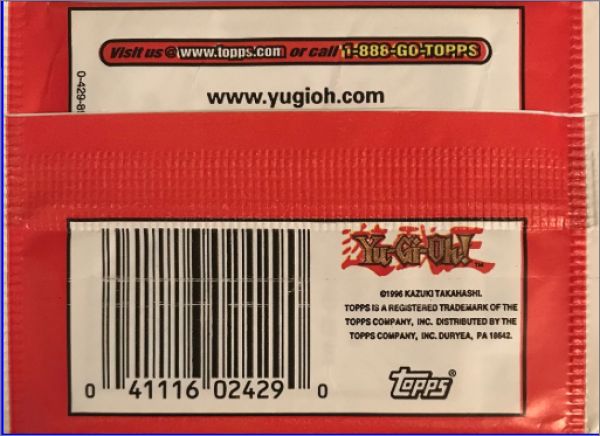 Visit us @ www.topps.com or call 1-888-GO-TOPPS
www.yugioh.com
Yu-Gi-Oh! ™
©1996 KAZUKI TAKAHASHI.
TOPPS IS A REGISTERED TRADEMARK OF THE
TOPPS COMPANY, INC. DISTRIBUTED BY THE
TOPPS COMPANY, INC. DURYEA, PA 18642.
topps®
0 41116 02429 0